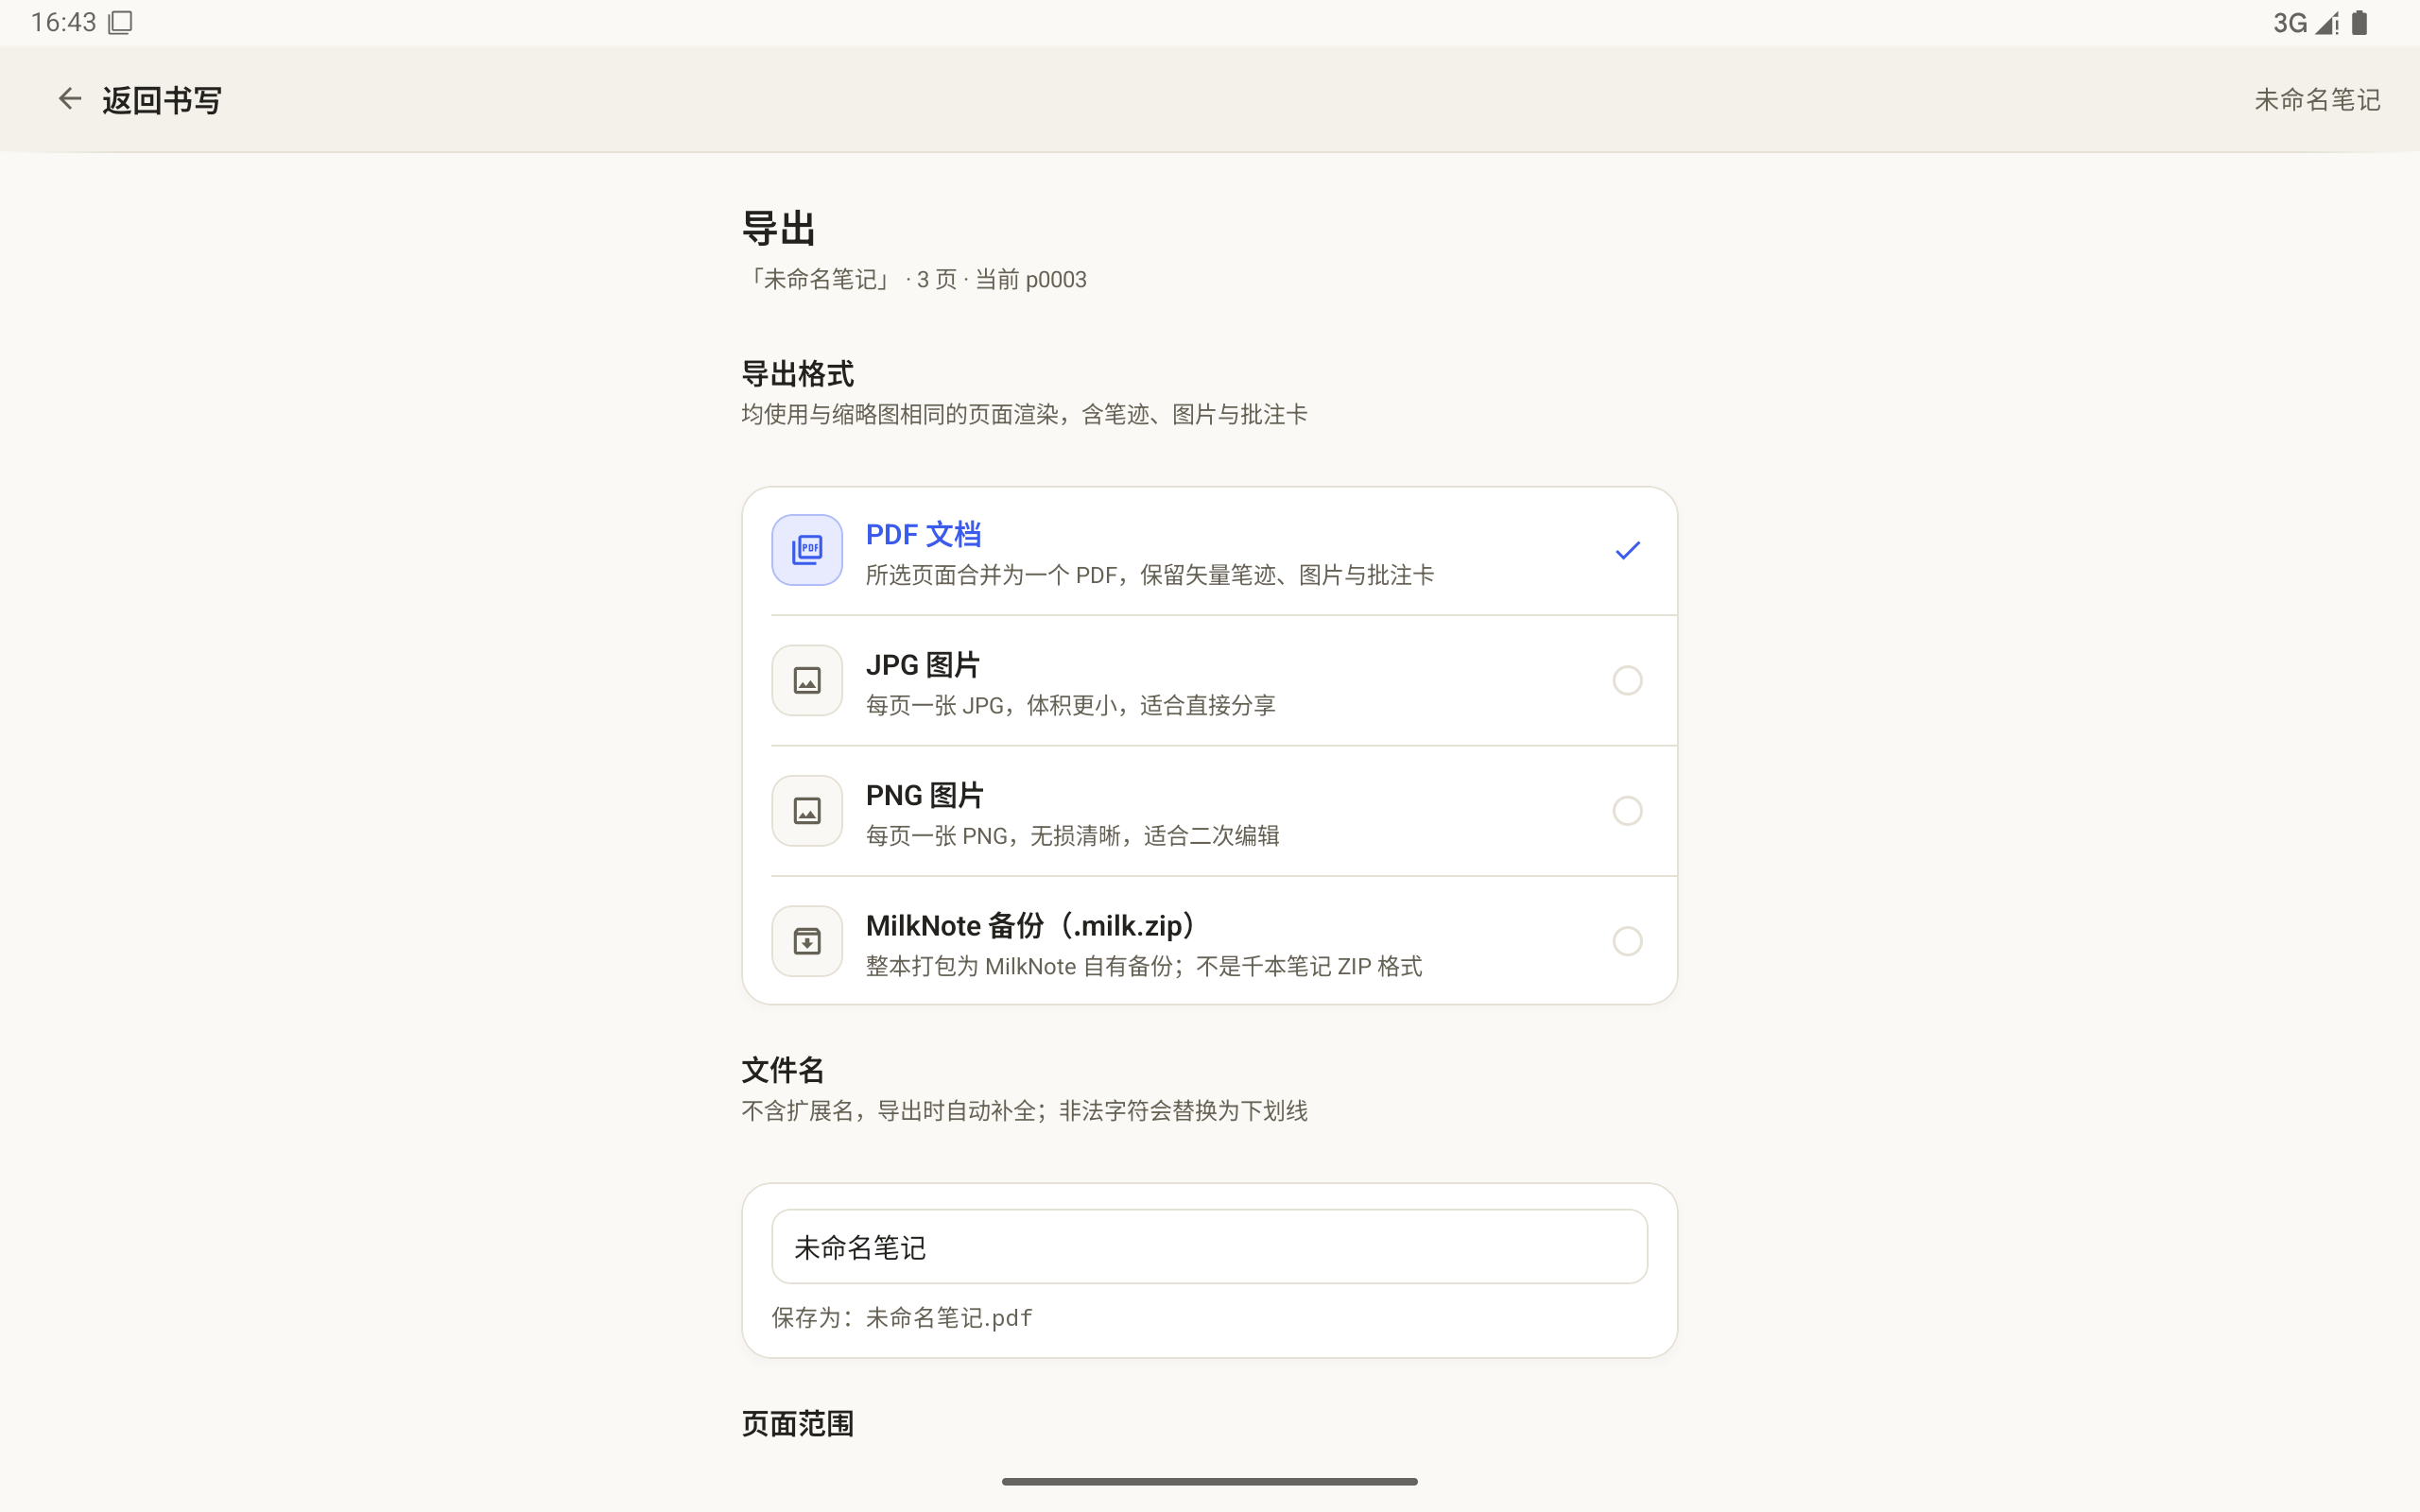 16:43
3G
返回书写
未命名笔记
导出
「未命名笔记」 · 3 页 · 当前 p0003
导出格式
均使用与缩略图相同的页面渲染，含笔迹、图片与批注卡
PDF
PDF 文档
所选页面合并为一个 PDF，保留矢量笔迹、图片与批注卡
JPG 图片
每页一张 JPG，体积更小，适合直接分享
PNG 图片
每页一张 PNG，无损清晰，适合二次编辑
MilkNote 备份（.milk.zip）
整本打包为 MilkNote 自有备份；不是千本笔记 ZIP 格式
文件名
不含扩展名，导出时自动补全；非法字符会替换为下划线
未命名笔记
保存为：未命名笔记.pdf
页面范围